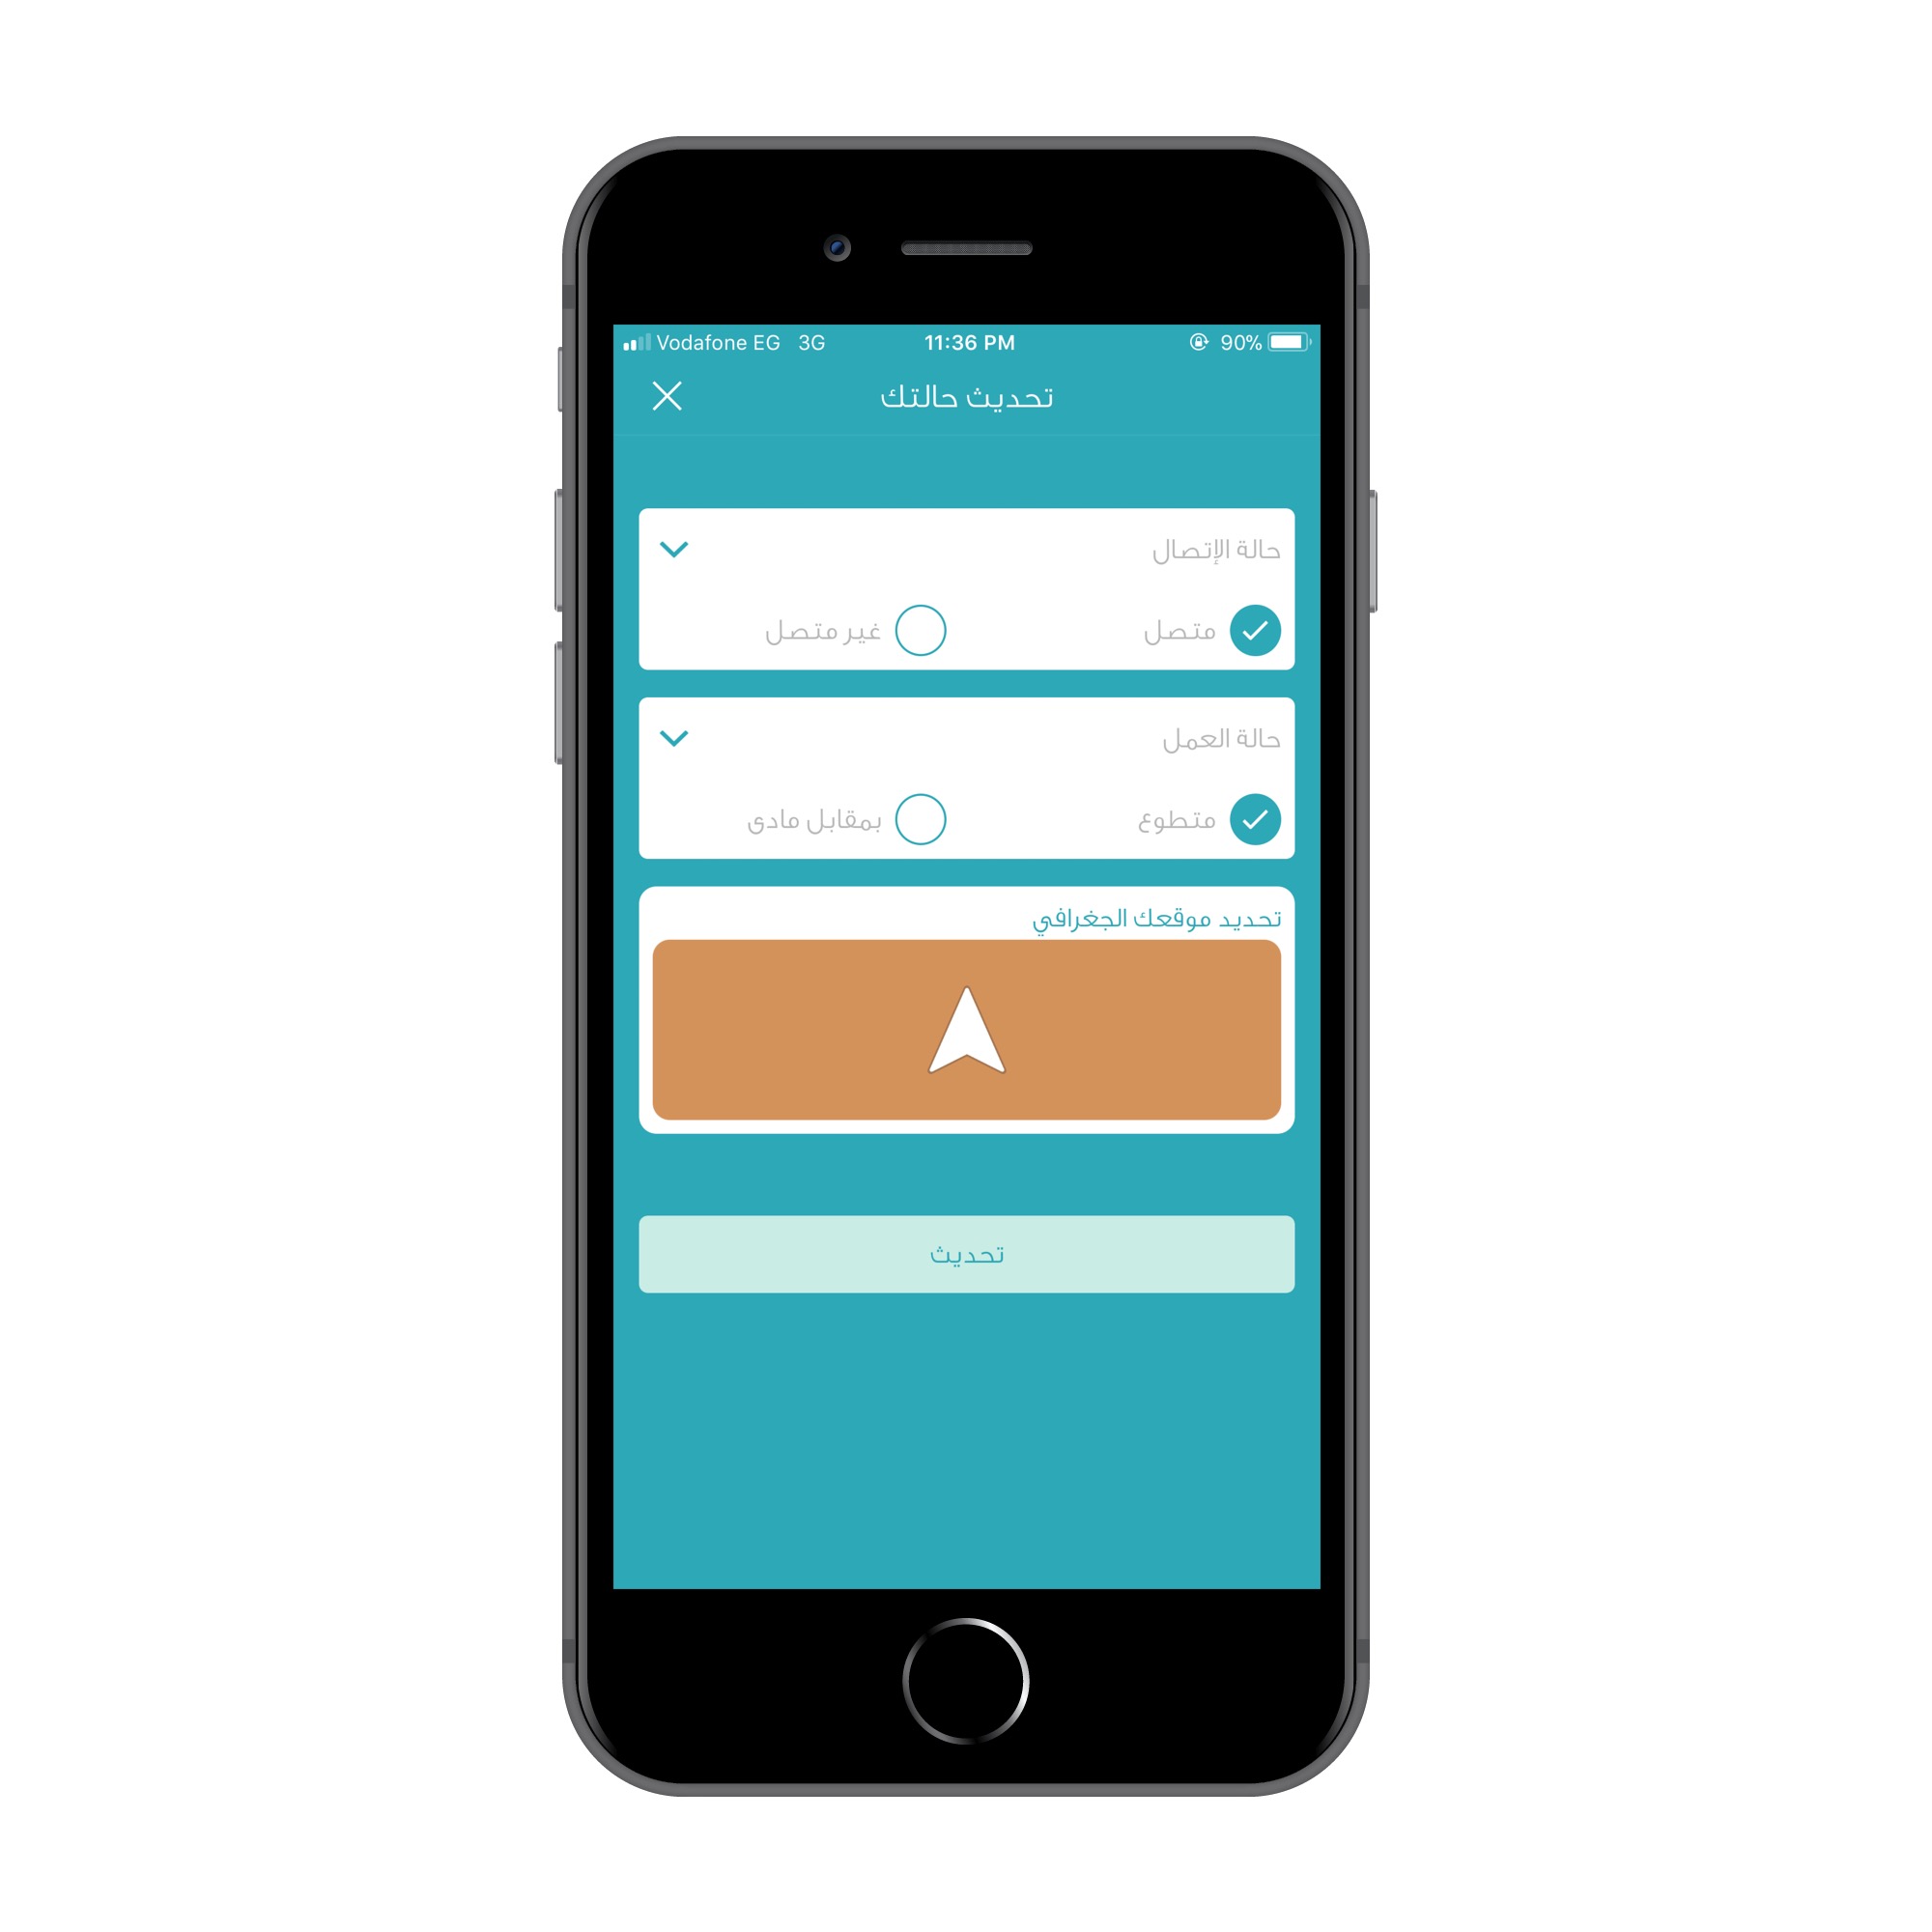 Vodafone EG 3G 11:36 PM 90%
تحديث حالتك
حالة الإتصال
متصل غير متصل
حالة العمل
متطوع بمقابل مادى
تحديد موقعك الجغرافي
تحديث